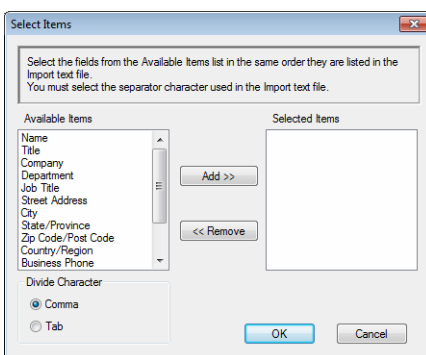 Select Items
Select the fields from the Available Items list in the same order they are listed in the
Import text file.
You must select the separator character used in the Import text file.
Available Items
Selected Items
Name
Title
Company
Department
Job Title
Street Address
City
State/Province
Zip Code/Post Code
Country/Region
Business Phone
Add >>
<< Remove
Divide Character
Comma
Tab
OK
Cancel